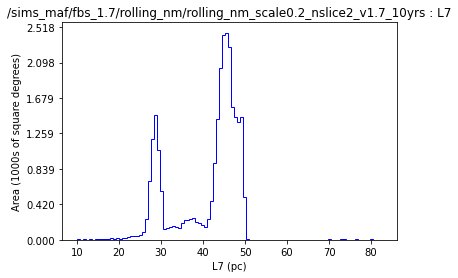 /sims_maf/fbs_1.7/rolling_nm/rolling_nm_scale0.2_nslice2_v1.7_10yrs : L7
2.518
2.098
1.679
1.259
0.839
0.420
0.000
Area (1000s of square degrees)
10 20 30 40 50 60 70 80
L7 (pc)